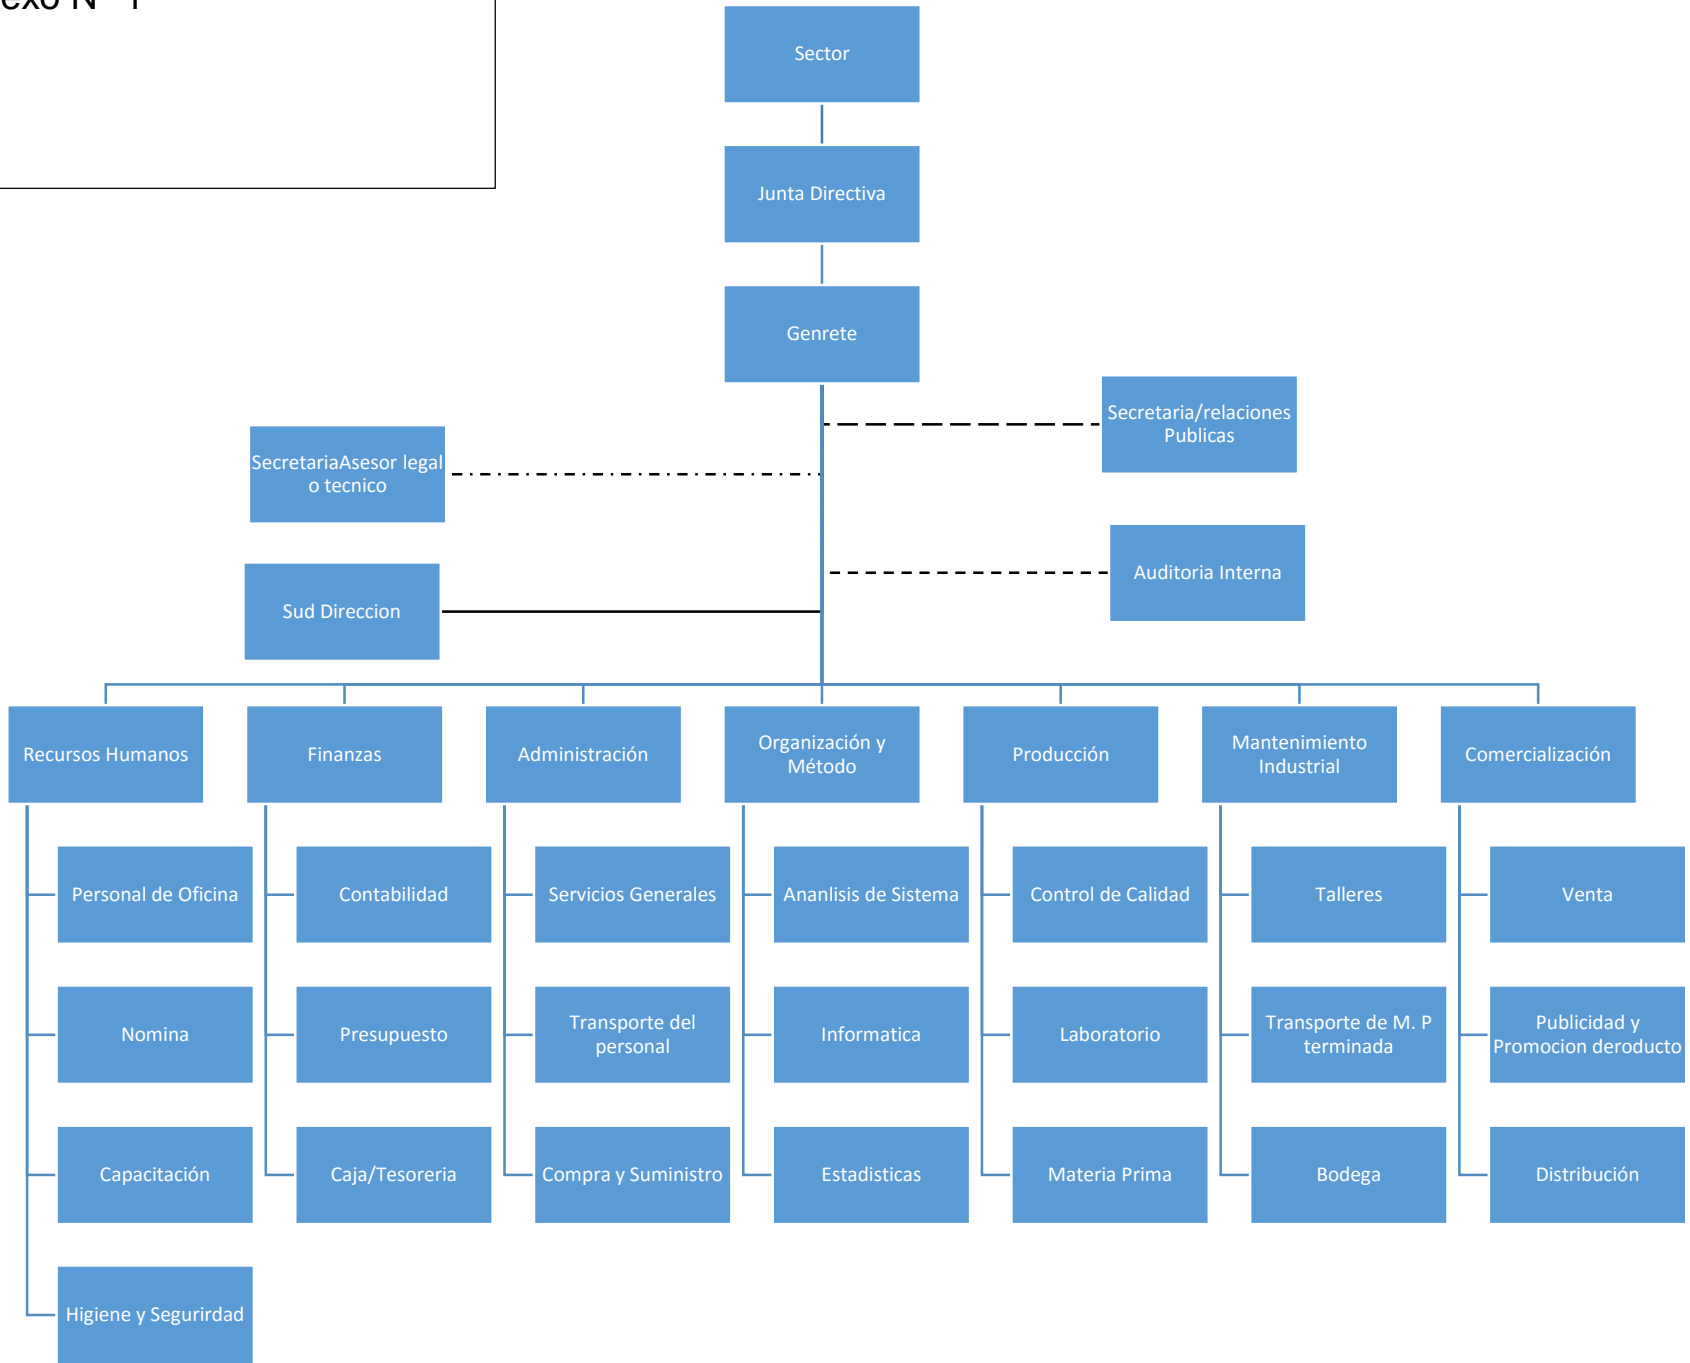 Sector
Junta Directiva
Genrete
Secretaria/relaciones
Publicas
SecretariaAsesor legal
o tecnico
Auditoria Interna
Sud Direccion
Recursos Humanos
Finanzas
Administración
Organización y
Método
Producción
Mantenimiento
Industrial
Comercialización
Personal de Oficina
Contabilidad
Servicios Generales
Ananlisis de Sistema
Control de Calidad
Talleres
Venta
Nomina
Presupuesto
Transporte del
personal
Informatica
Laboratorio
Transporte de M. P
terminada
Publicidad y
Promocion deroducto
Capacitación
Caja/Tesoreria
Compra y Suministro
Estadisticas
Materia Prima
Bodega
Distribución
Higiene y Segurirdad